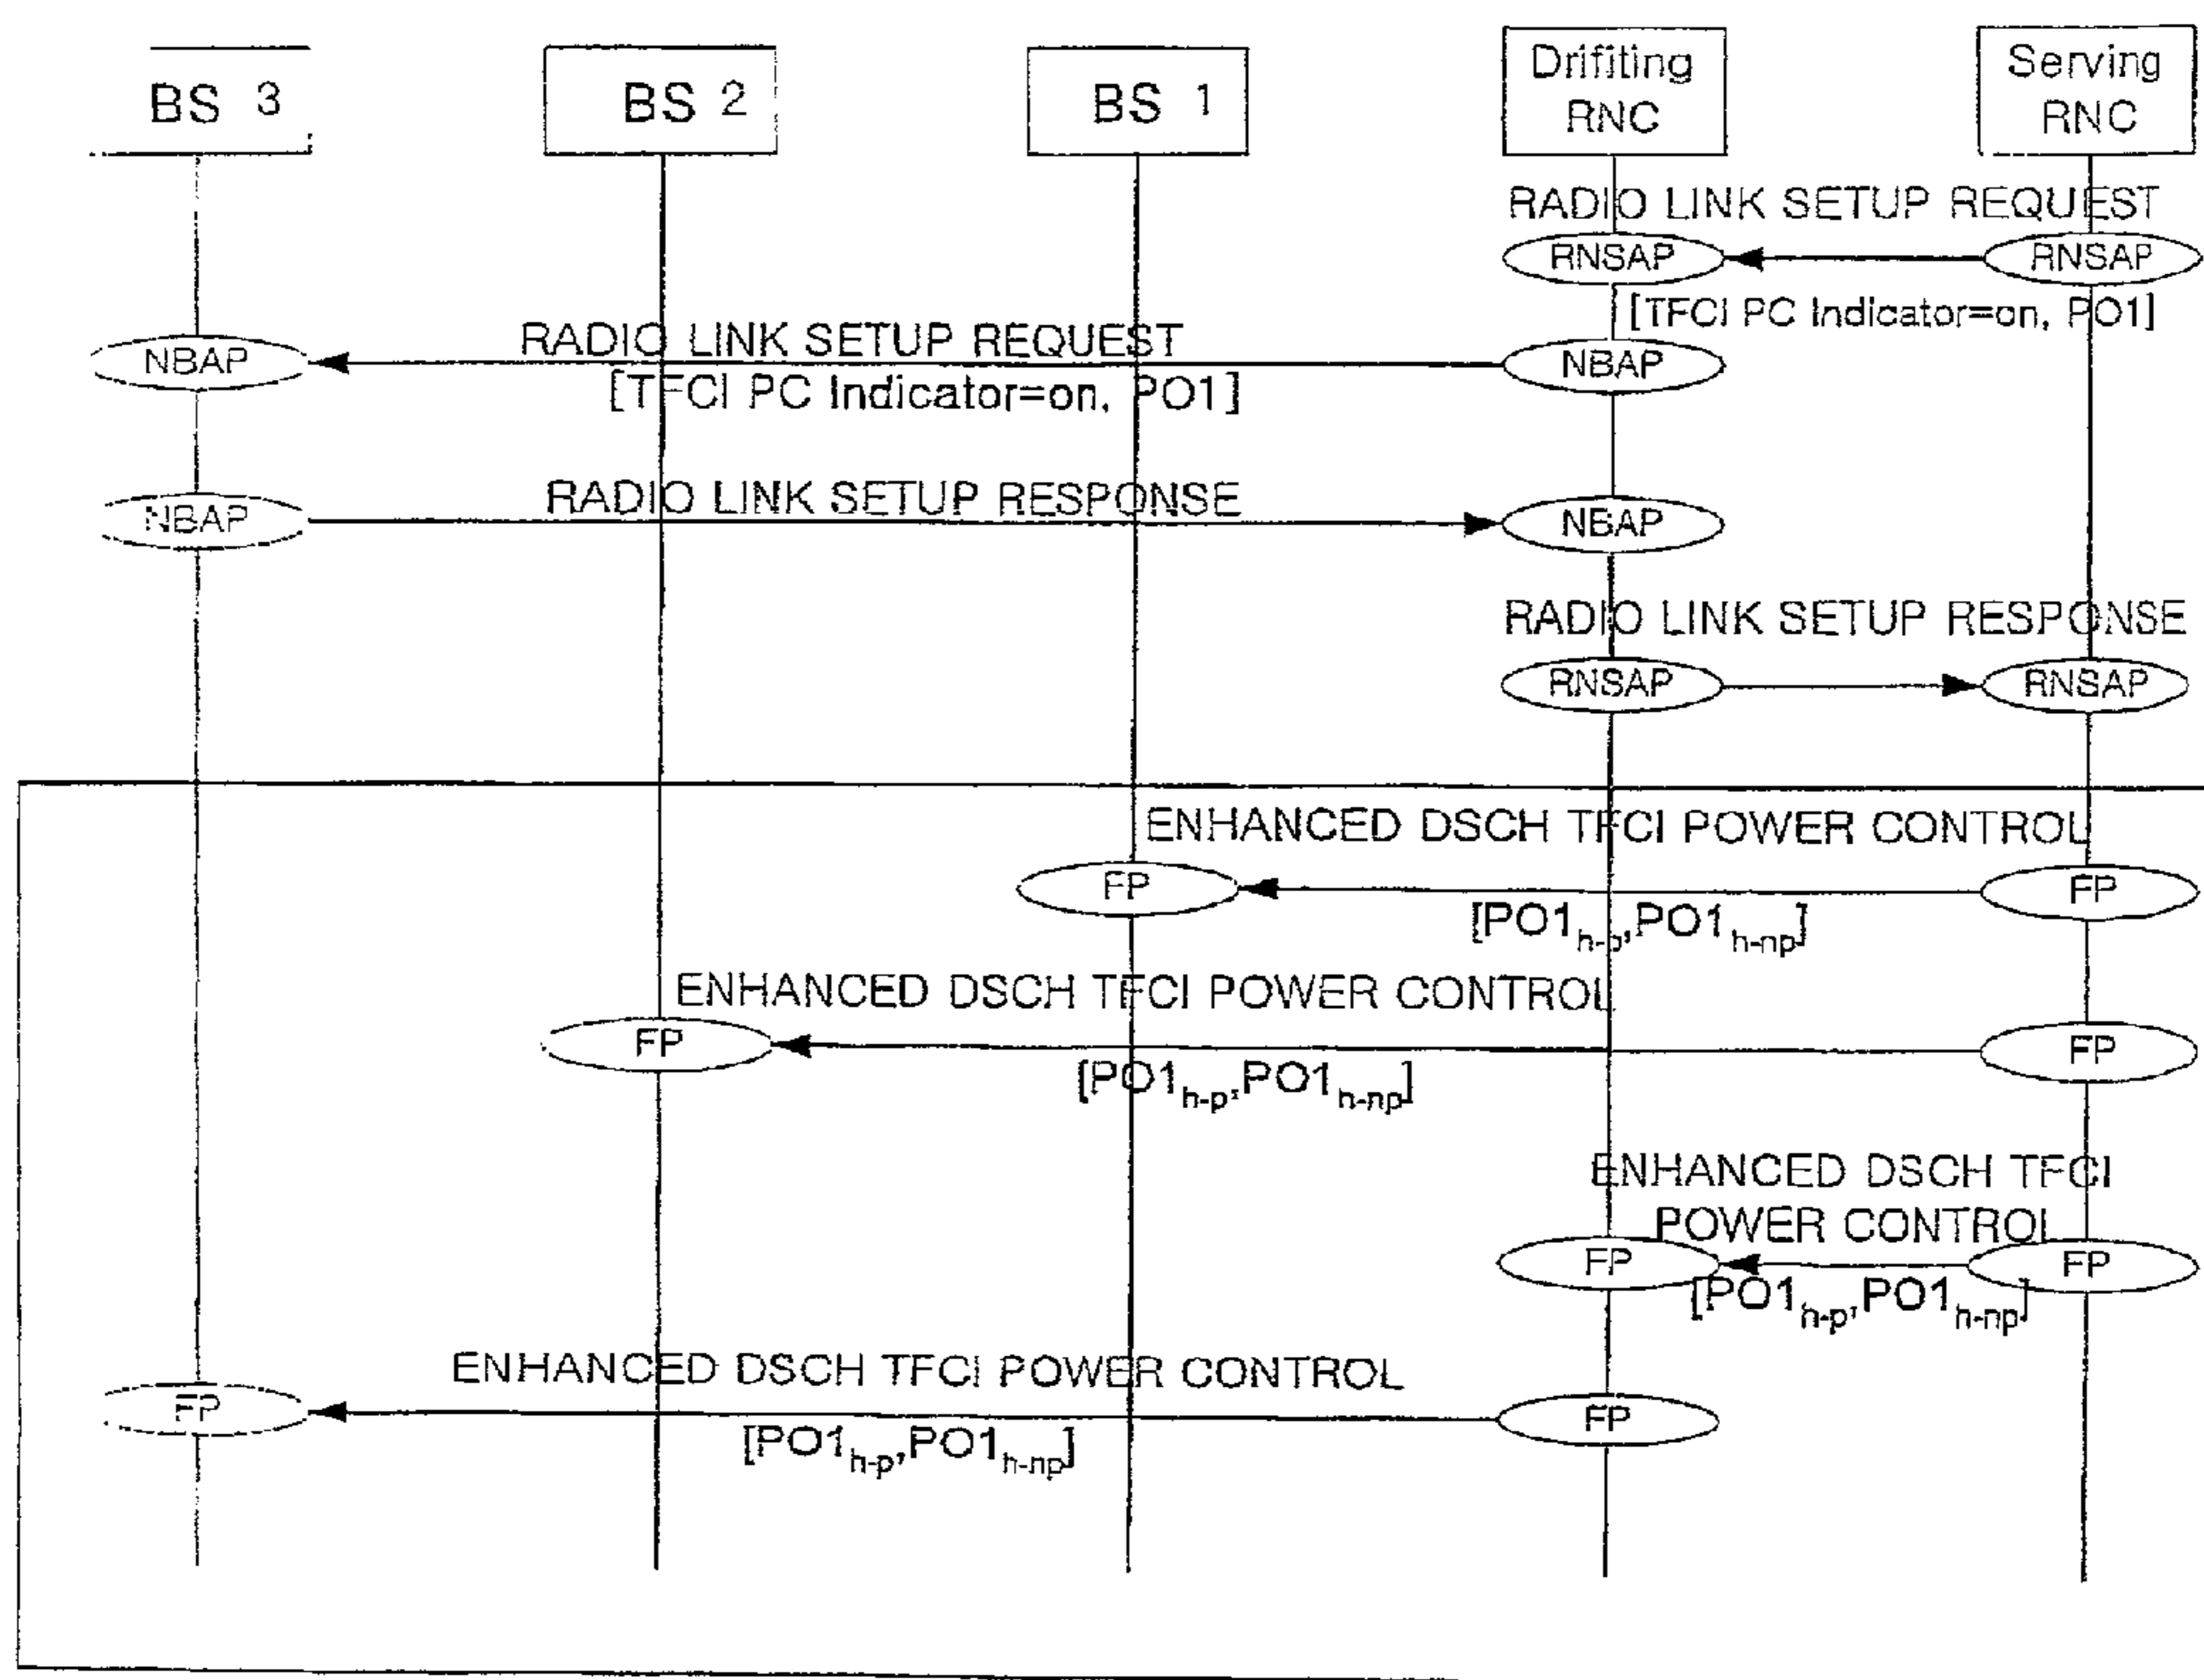 BS 3
BS 2
BS 1
Drifiting
RNC
Serving
RNC
RADIO LINK SETUP REQUEST
RNSAP
RNSAP
[TFCI PC Indicator=on, PO1]
RADIO LINK SETUP REQUEST
NBAP
NBAP
[TFCI PC Indicator=on, PO1]
RADIO LINK SETUP RESPONSE
NBAP
NBAP
RADIO LINK SETUP RESPONSE
RNSAP
RNSAP
ENHANCED DSCH TFCI POWER CONTROL
FP
FP
[PO1h-p,PO1h-np]
ENHANCED DSCH TFCI POWER CONTROL
FP
FP
[PO1h-p,PO1h-np]
ENHANCED DSCH TFCI
POWER CONTROL
FP
FP
[PO1h-p,PO1h-np]
ENHANCED DSCH TFCI POWER CONTROL
FP
FP
[PO1h-p,PO1h-np]